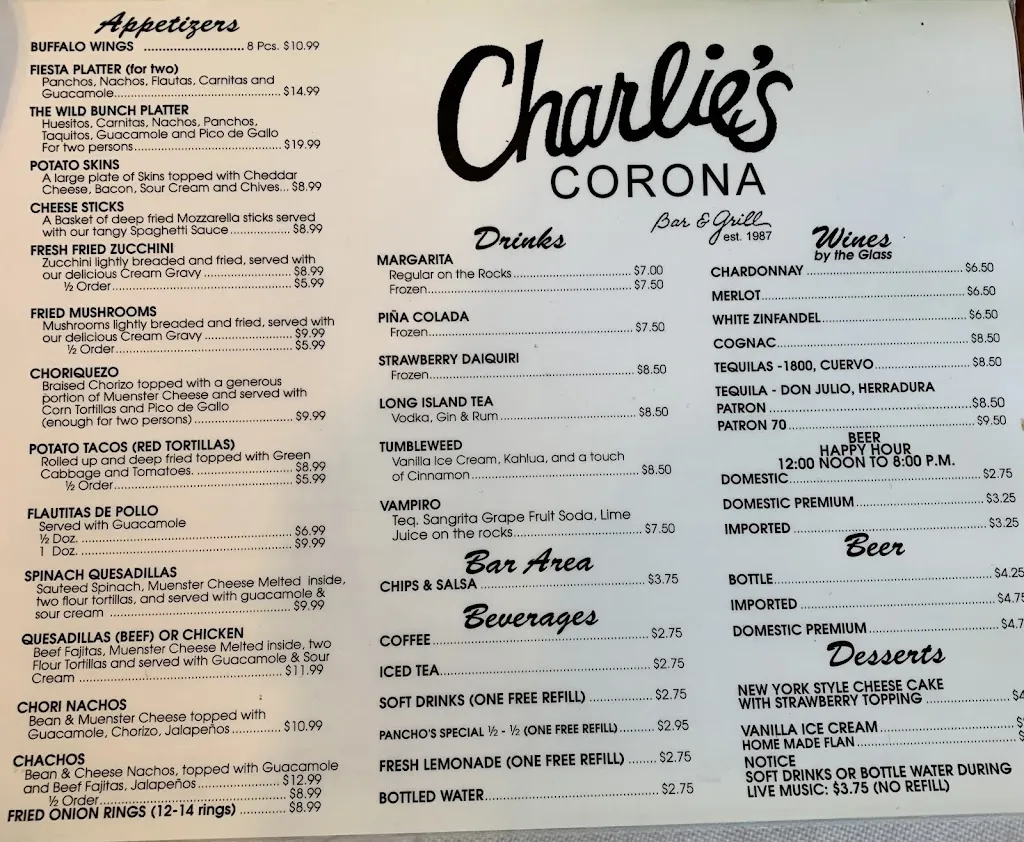 Appetizers
BUFFALO WINGS ........................... 8 Pcs. $10.99
FIESTA PLATTER (for two)
Panchos, Nachos, Flautas, Carnitas and
Guacamole............................................. $14.99
THE WILD BUNCH PLATTER
Huesitos, Carnitas, Nachos, Panchos,
Taquitos, Guacamole and Pico de Gallo
For two persons........................................ $19.99
POTATO SKINS
A large plate of Skins topped with Cheddar
Cheese, Bacon, Sour Cream and Chives... $8.99
CHEESE STICKS
A Basket of deep fried Mozzarella sticks served
with our tangy Spaghetti Sauce................. $8.99
FRESH FRIED ZUCCHINI
Zucchini lightly breaded and fried, served with
our delicious Cream Gravy ........................ $8.99
½ Order................................................ $5.99
FRIED MUSHROOMS
Mushrooms lightly breaded and fried, served with
our delicious Cream Gravy ........................ $9.99
½ Order................................................ $5.99
CHORIQUEZO
Braised Chorizo topped with a generous
portion of Muenster Cheese and served with
Corn Tortillas and Pico de Gallo
(enough for two persons) ........................... $9.99
POTATO TACOS (RED TORTILLAS)
Rolled up and deep fried topped with Green
Cabbage and Tomatoes. ........................... $8.99
½ Order................................................ $5.99
FLAUTITAS DE POLLO
Served with Guacamole
½ Doz. ...................................................... $6.99
1 Doz. ...................................................... $9.99
SPINACH QUESADILLAS
Sauteed Spinach, Muenster Cheese Melted inside,
two flour tortillas, and served with guacamole &
sour cream ................................................ $9.99
QUESADILLAS (BEEF) OR CHICKEN
Beef Fajitas, Muenster Cheese Melted inside, two
Flour Tortillas and served with Guacamole & Sour
Cream ...................................................... $11.99
CHORI NACHOS
Bean & Muenster Cheese topped with
Guacamole, Chorizo, Jalapeños............... $10.99
CHACHOS
Bean & Cheese Nachos, topped with Guacamole
and Beef Fajitas, Jalapeños....................... $12.99
½ Order................................................ $8.99
FRIED ONION RINGS (12-14 rings) ............ $8.99
Charlie's
CORONA
Bar & Grill
est. 1987
Drinks
MARGARITA
Regular on the Rocks................................ $7.00
Frozen...................................................... $7.50
PIÑA COLADA
Frozen...................................................... $7.50
STRAWBERRY DAIQUIRI
Frozen...................................................... $8.50
LONG ISLAND TEA
Vodka, Gin & Rum................................... $8.50
TUMBLEWEED
Vanilla Ice Cream, Kahlua, and a touch
of Cinnamon............................................ $8.50
VAMPIRO
Teq. Sangrita Grape Fruit Soda, Lime
Juice on the rocks.................................... $7.50
Bar Area
CHIPS & SALSA ........................................... $3.75
Beverages
COFFEE ...................................................... $2.75
ICED TEA...................................................... $2.75
SOFT DRINKS (ONE FREE REFILL) ................. $2.75
PANCHO'S SPECIAL ½ - ½ (ONE FREE REFILL)......... $2.95
FRESH LEMONADE (ONE FREE REFILL) ....... $2.75
BOTTLED WATER.......................................... $2.75
Wines
by the Glass
CHARDONNAY ........................................ $6.50
MERLOT...................................................... $6.50
WHITE ZINFANDEL..................................... $6.50
COGNAC................................................... $8.50
TEQUILAS -1800, CUERVO......................... $8.50
TEQUILA - DON JULIO, HERRADURA
PATRON .....................................................$8.50
PATRON 70 ................................................ $9.50
BEER
HAPPY HOUR
12:00 NOON TO 8:00 P.M.
DOMESTIC................................................. $2.75
DOMESTIC PREMIUM................................ $3.25
IMPORTED ................................................ $3.25
Beer
BOTTLE........................................................ $4.25
IMPORTED ................................................. $4.75
DOMESTIC PREMIUM................................ $4.7
Desserts
NEW YORK STYLE CHEESE CAKE
WITH STRAWBERRY TOPPING ..................... $4
VANILLA ICE CREAM.................................. $
HOME MADE FLAN..................................... $
NOTICE
SOFT DRINKS OR BOTTLE WATER DURING
LIVE MUSIC: $3.75 (NO REFILL)